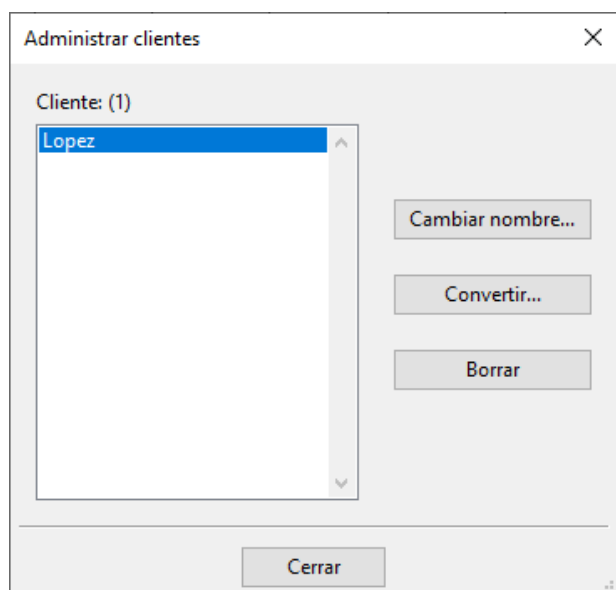 Administrar clientes
Cliente: (1)
Lopez
Cambiar nombre...
Convertir...
Borrar
Cerrar